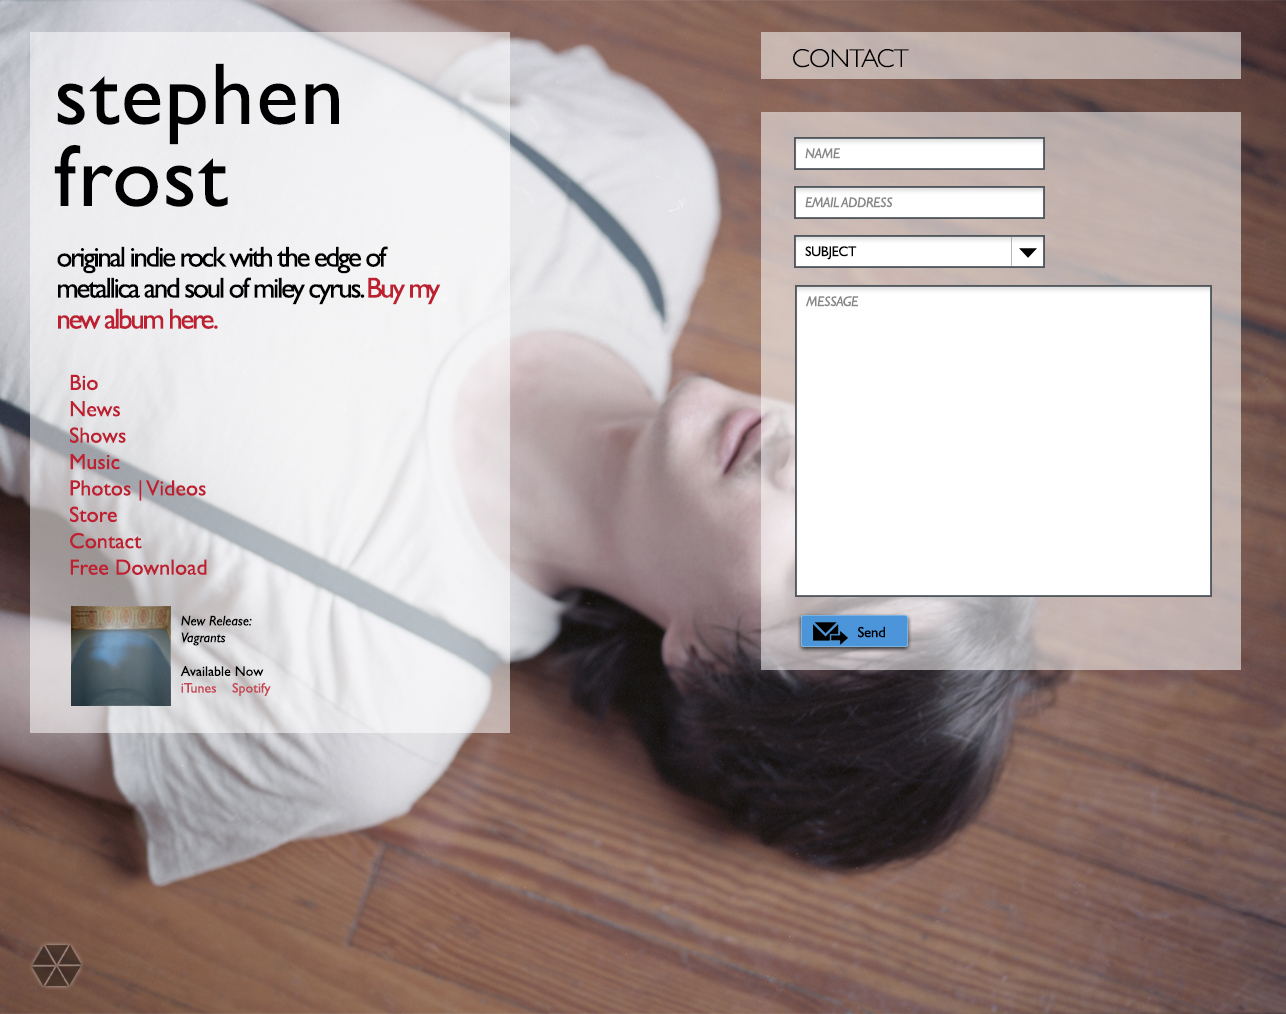 stephen
frost
original indie rock with the edge of
metallica and soul of miley cyrus. Buy my
new album here.
Bio
News
Shows
Music
Photos | Videos
Store
Contact
Free Download
New Release:
Vagrants
Available Now
iTunes Spotify
CONTACT
NAME
EMAIL ADDRESS
SUBJECT
MESSAGE
Send